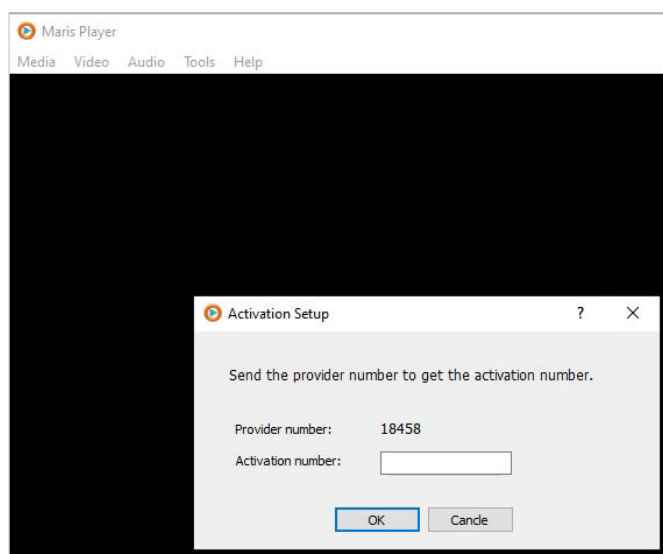 Maris Player
Media Video Audio Tools Help
Activation Setup ?
Send the provider number to get the activation number.
Provider number: 18458
Activation number:
OK Cancle